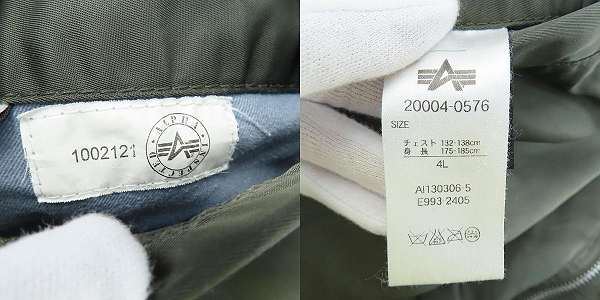 1002121
ALPHA
INSPECTED
20004-0576
SIZE
チェスト 132-138cm
身 長 175-185cm
4L
AI130306-5
E993-2405